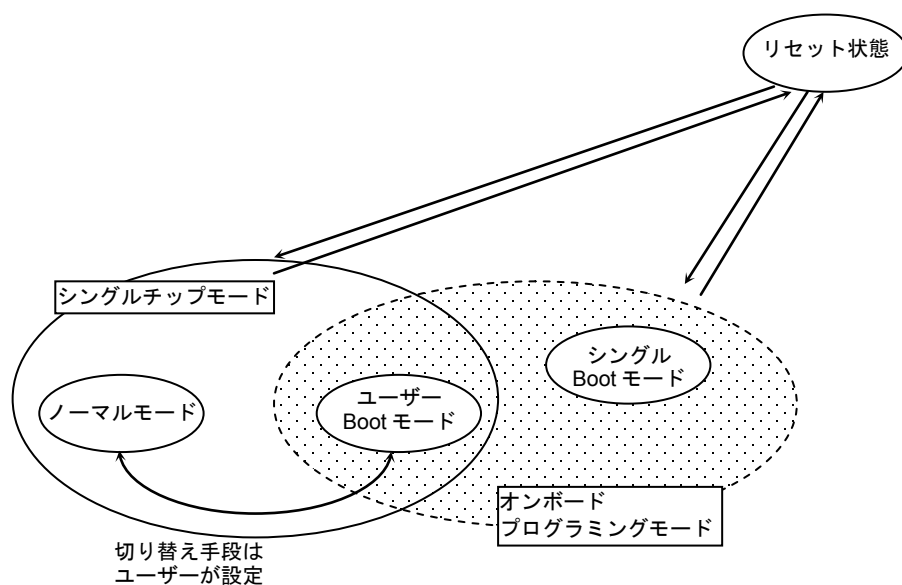 リセット状態
シングルチップモード
シングル
Boot モード
ノーマルモード
ユーザー
Boot モード
オンボード
プログラミングモード
切り替え手段は
ユーザーが設定